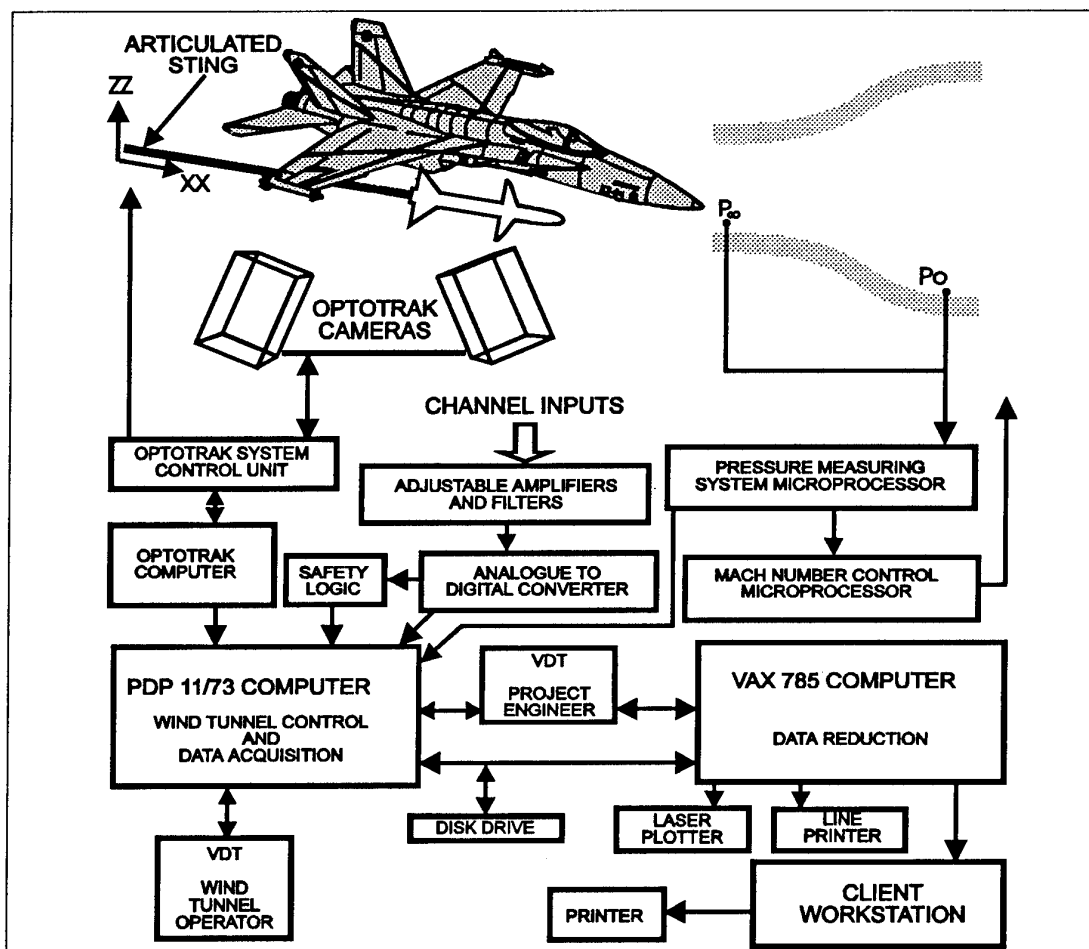 ARTICULATED
STING
ZZ
XX
P∞
Po
OPTOTRAK
CAMERAS
CHANNEL INPUTS
OPTOTRAK SYSTEM
CONTROL UNIT
ADJUSTABLE AMPLIFIERS
AND FILTERS
PRESSURE MEASURING
SYSTEM MICROPROCESSOR
OPTOTRAK
COMPUTER
SAFETY
LOGIC
ANALOGUE TO
DIGITAL CONVERTER
MACH NUMBER CONTROL
MICROPROCESSOR
PDP 11/73 COMPUTER
WIND TUNNEL CONTROL
AND
DATA ACQUISITION
VDT
PROJECT
ENGINEER
VAX 785 COMPUTER
DATA REDUCTION
DISK DRIVE
LASER
PLOTTER
LINE
PRINTER
VDT
WIND
TUNNEL
OPERATOR
PRINTER
CLIENT
WORKSTATION